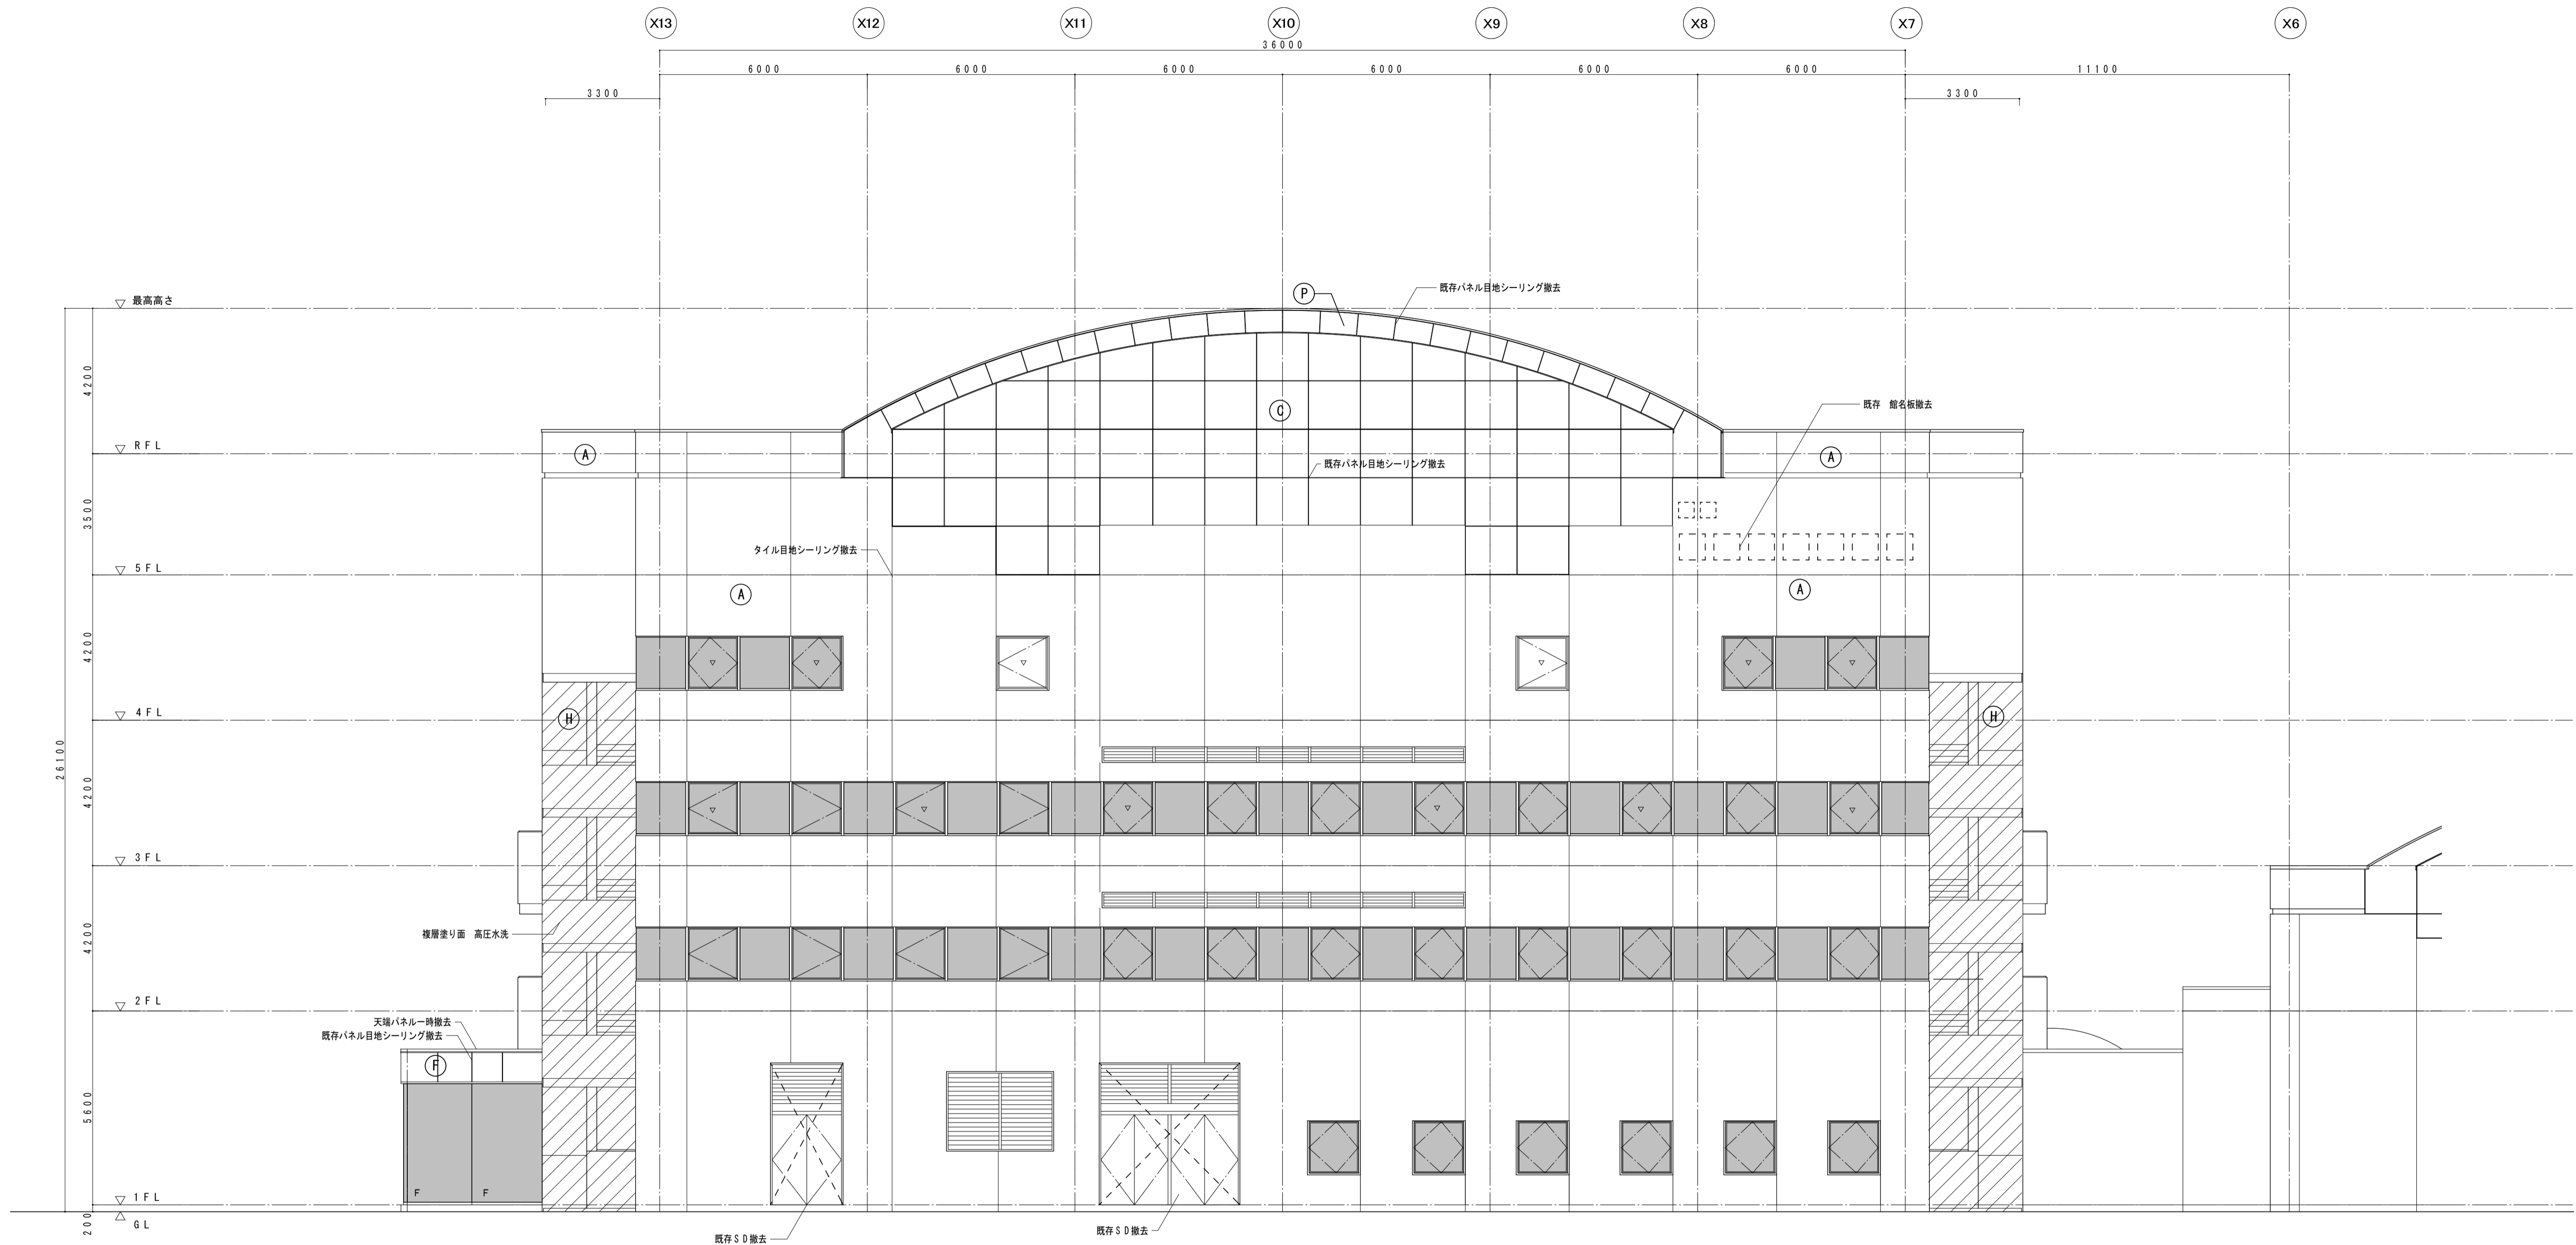 X13 X12 X11 X10 X9 X8 X7 X6
36000
6000 6000 6000 6000 6000 6000 11100
3300 3300
最高高さ
P
既存パネル目地シーリング撤去
4200
C
既存 館名板撤去
RFL
A
A
既存パネル目地シーリング撤去
3500
タイル目地シーリング撤去
5FL
A
A
4200
4FL
H
H
26100
4200
3FL
複層塗り面 高圧水洗
4200
2FL
天端パネル一時撤去
既存パネル目地シーリング撤去
F
5600
F F
1FL
GL
200
既存SD撤去
既存SD撤去